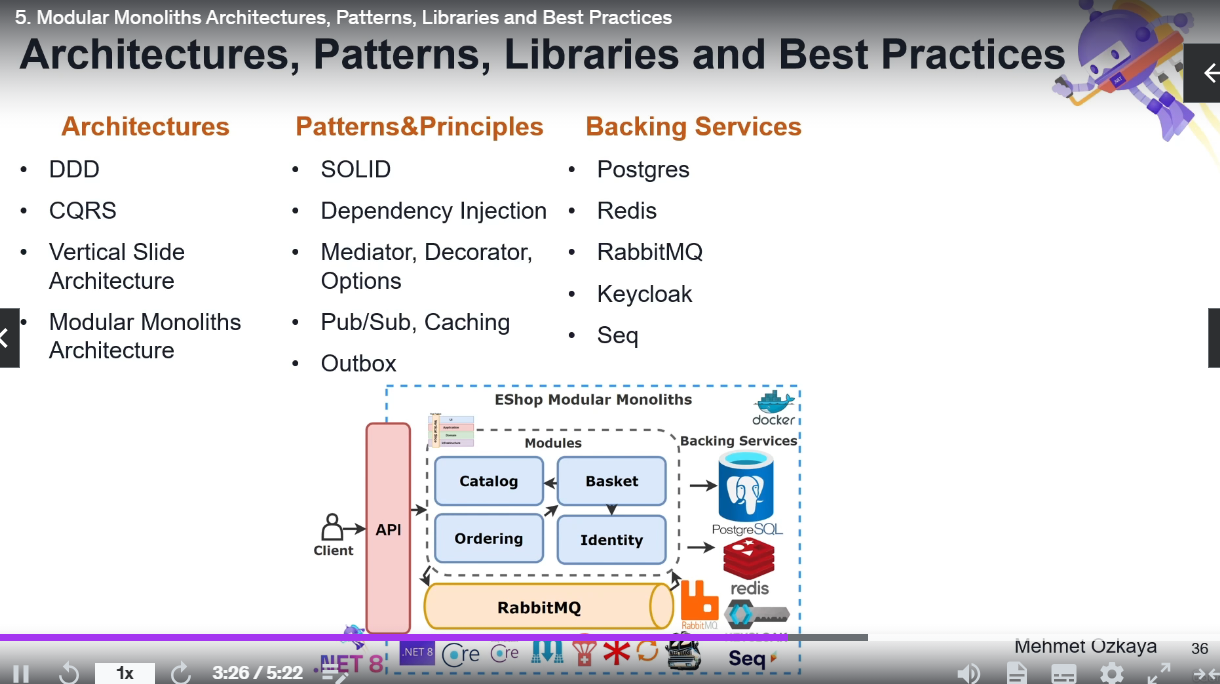 5. Modular Monoliths Architectures, Patterns, Libraries and Best Practices
Architectures, Patterns, Libraries and Best Practices
Architectures
• DDD
• CQRS
• Vertical Slide
Architecture
• Modular Monoliths
Architecture
Patterns&Principles
• SOLID
• Dependency Injection
• Mediator, Decorator,
Options
• Pub/Sub, Caching
• Outbox
Backing Services
• Postgres
• Redis
• RabbitMQ
• Keycloak
• Seq
EShop Modular Monoliths
docker
Modules
Backing Services
Catalog
Basket
Ordering
Identity
API
Client
PostgreSQL
redis
RabbitMQ
RabbitMQ
.NET 8
.NET 8
Core
Core
Seq
Mehmet Ozkaya
36
1x
3:26 / 5:22